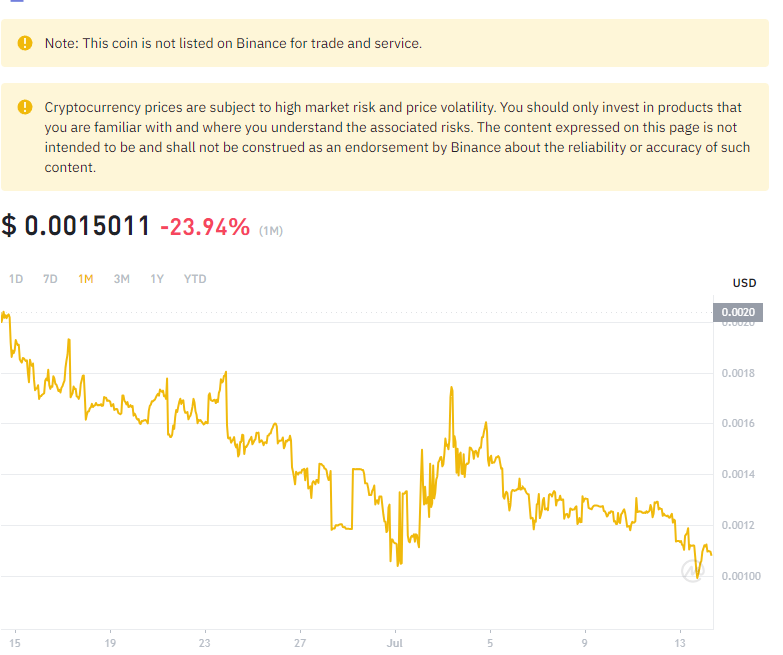 Note: This coin is not listed on Binance for trade and service.
Cryptocurrency prices are subject to high market risk and price volatility. You should only invest in products that
you are familiar with and where you understand the associated risks. The content expressed on this page is not
intended to be and shall not be construed as an endorsement by Binance about the reliability or accuracy of such
content.
$ 0.0015011 -23.94% (1M)
1D 7D 1M 3M 1Y YTD
USD
0.0020
0.0020
0.0018
0.0016
0.0014
0.0012
0.00100
15 19 23 27 Jul 5 9 13